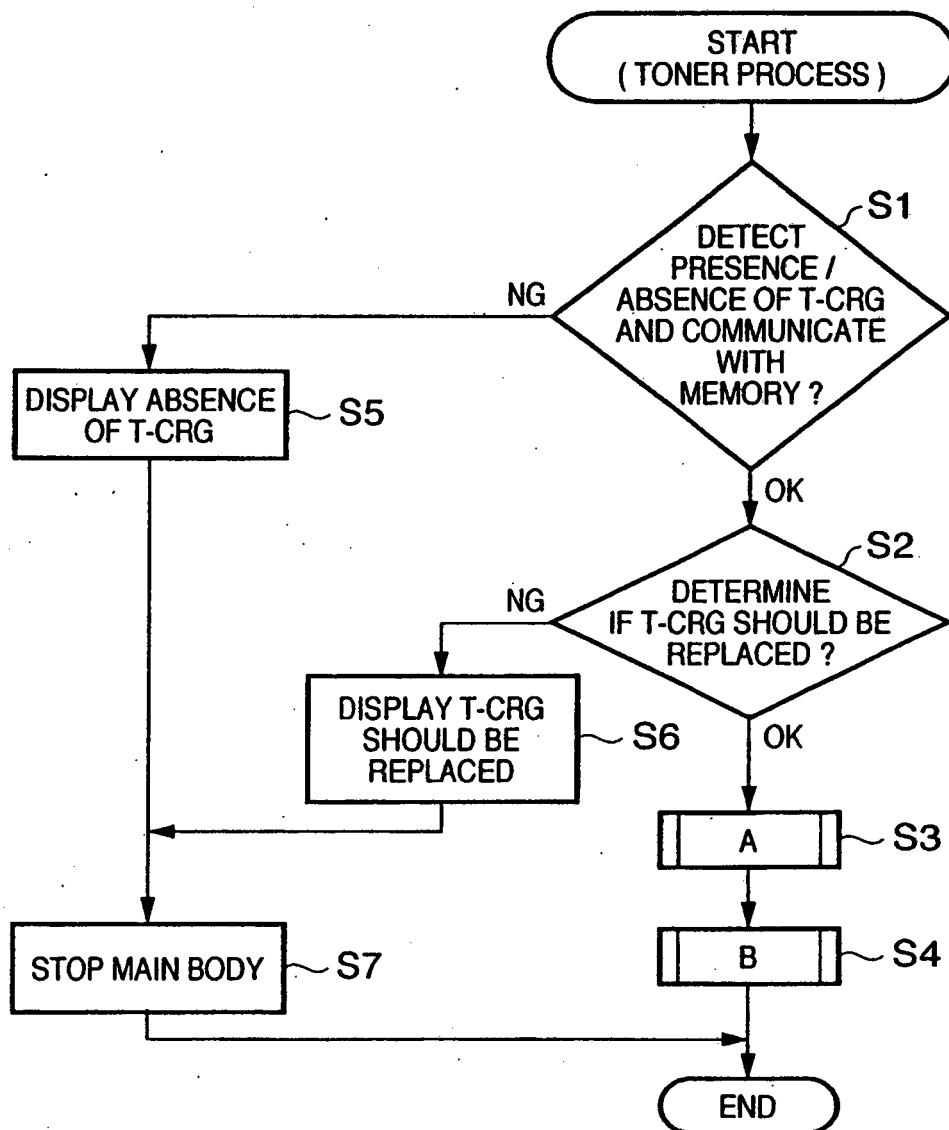 START
( TONER PROCESS )
S1
DETECT
PRESENCE /
ABSENCE OF T-CRG
AND COMMUNICATE
WITH
MEMORY ?
NG
OK
DISPLAY ABSENCE
OF T-CRG
S5
S2
DETERMINE
IF T-CRG SHOULD BE
REPLACED ?
NG
OK
DISPLAY T-CRG
SHOULD BE
REPLACED
S6
A
S3
B
S4
STOP MAIN BODY
S7
END